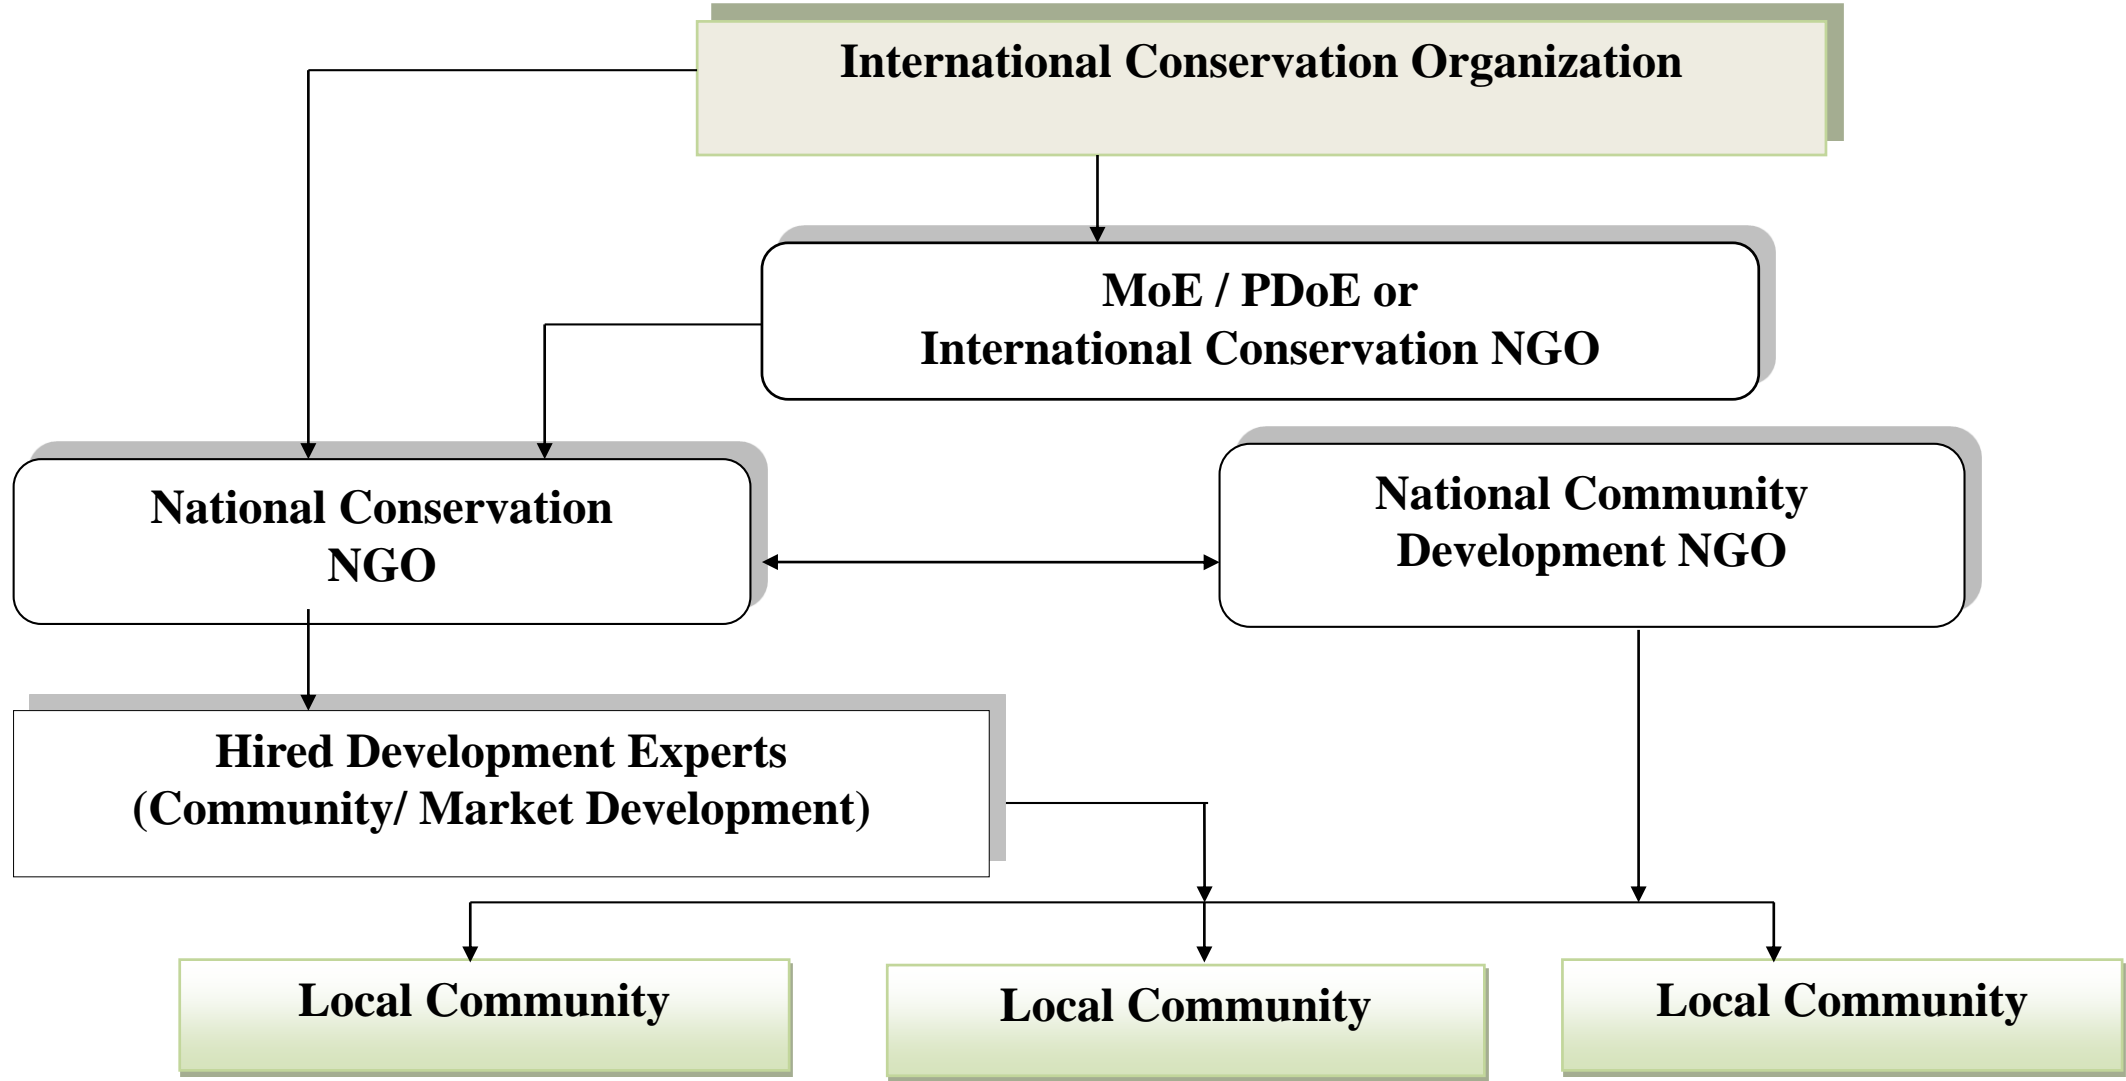 International Conservation Organization
MoE / PDoE or
International Conservation NGO
National Conservation
NGO
National Community
Development NGO
Hired Development Experts
(Community/ Market Development)
Local Community
Local Community
Local Community